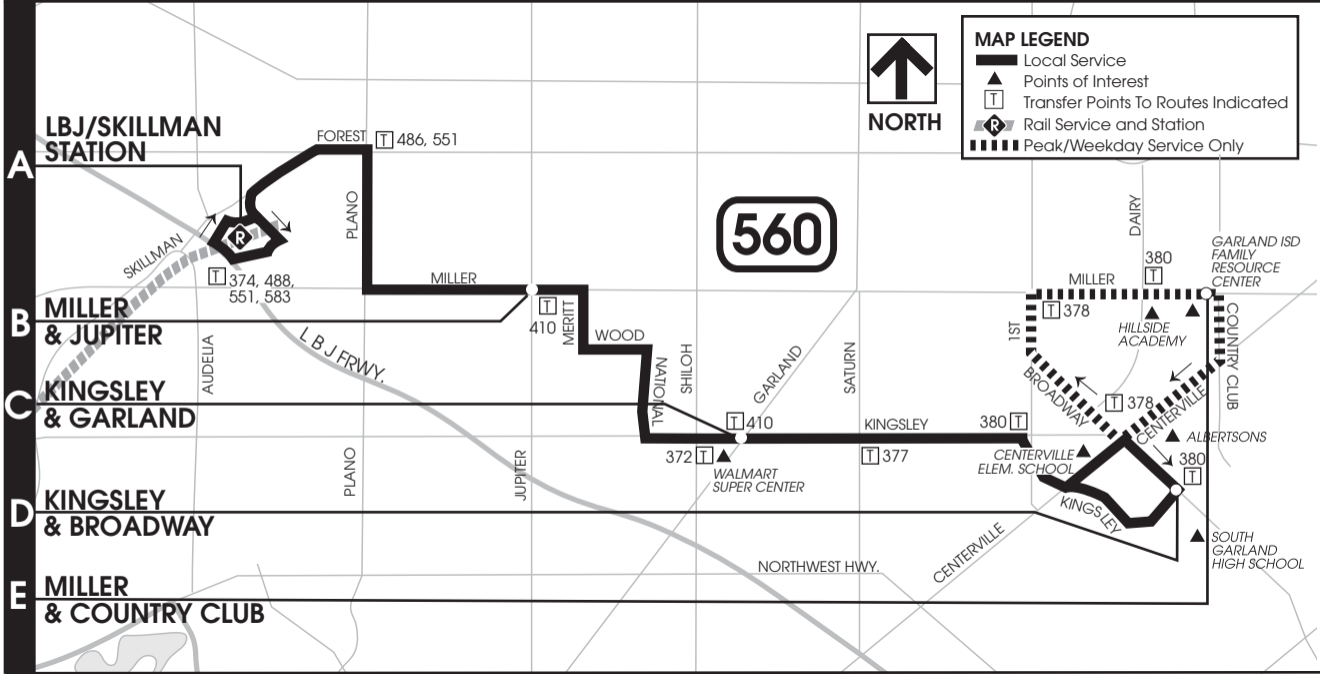 MAP LEGEND
Local Service
Points of Interest
T Transfer Points To Routes Indicated
R Rail Service and Station
Peak/Weekday Service Only
NORTH
560
A
LBJ/SKILLMAN
STATION
B
MILLER
& JUPITER
C
KINGSLEY
& GARLAND
D
KINGSLEY
& BROADWAY
E
MILLER
& COUNTRY CLUB
FOREST
T 486, 551
PLANO
SKILLMAN
R
T 374, 488,
551, 583
MILLER
T
410
MERITT
WOOD
AUDELIA
L B J FRWY.
NATIONAL
SHILOH
GARLAND
SATURN
T 410
KINGSLEY
380 T
372 T
WALMART
SUPER CENTER
T 377
PLANO
JUPITER
NORTHWEST HWY.
CENTERVILLE
DAIRY
380
T
GARLAND ISD
FAMILY
RESOURCE
CENTER
MILLER
T 378
HILLSIDE
ACADEMY
1ST
COUNTRY CLUB
BROADWAY
T 378
CENTERVILLE
ALBERTSONS
CENTERVILLE
ELEM. SCHOOL
380
T
KINGSLEY
SOUTH
GARLAND
HIGH SCHOOL